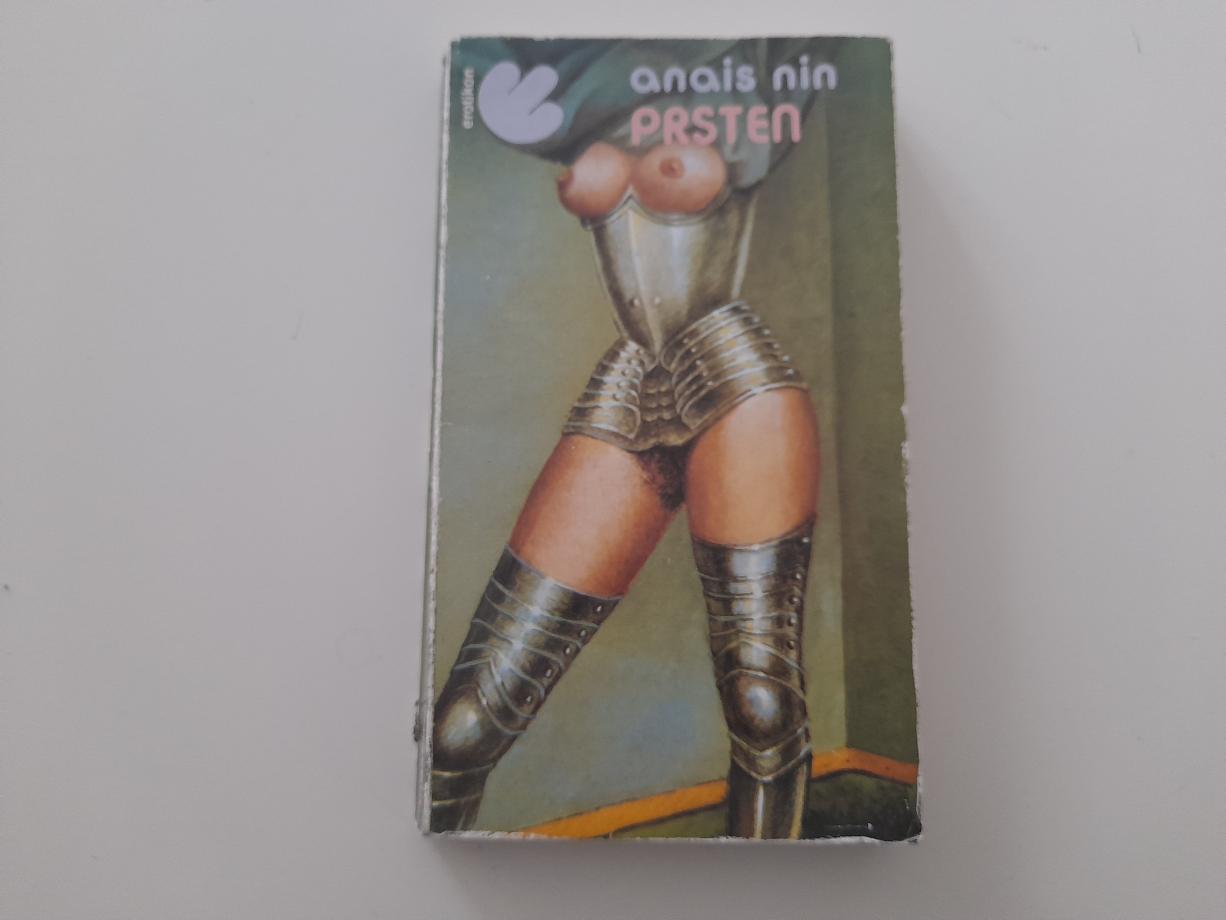 erotikon
anais nin
PRSTEN